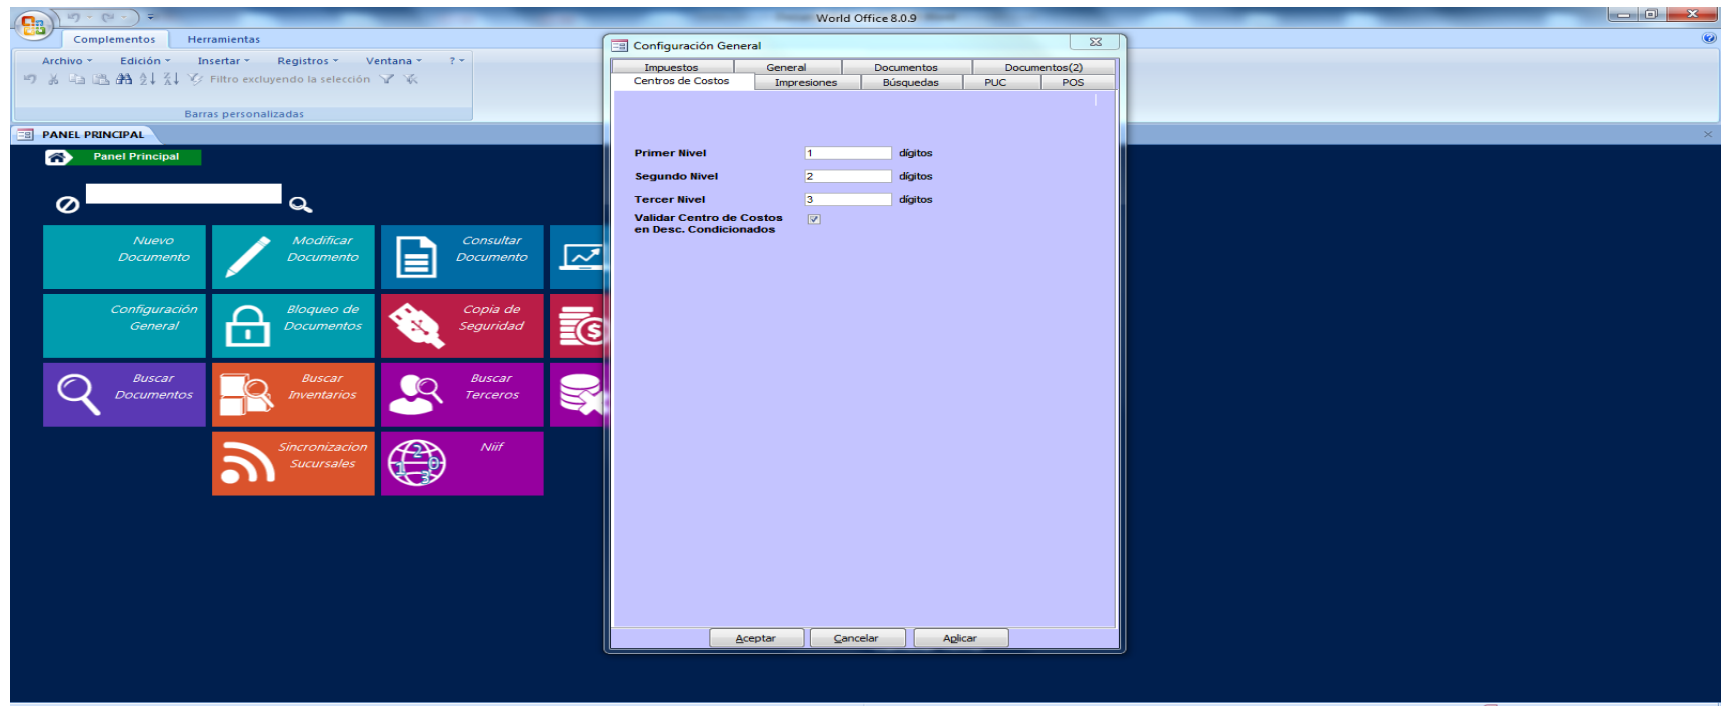 World Office 8.0.9
Complementos Herramientas
Archivo Edición Insertar Registros Ventana ?
Filtro excluyendo la selección
Barras personalizadas
PANEL PRINCIPAL
Panel Principal
Nuevo
Documento
Modificar
Documento
Consultar
Documento
Configuración
General
Bloqueo de
Documentos
Copia de
Seguridad
Buscar
Documentos
Buscar
Inventarios
Buscar
Terceros
Sincronizacion
Sucursales
Niif
Configuración General
Impuestos General Documentos Documentos(2)
Centros de Costos Impresiones Búsquedas PUC POS
Primer Nivel 1 dígitos
Segundo Nivel 2 dígitos
Tercer Nivel 3 dígitos
Validar Centro de Costos
en Desc. Condicionados
Aceptar Cancelar Aplicar